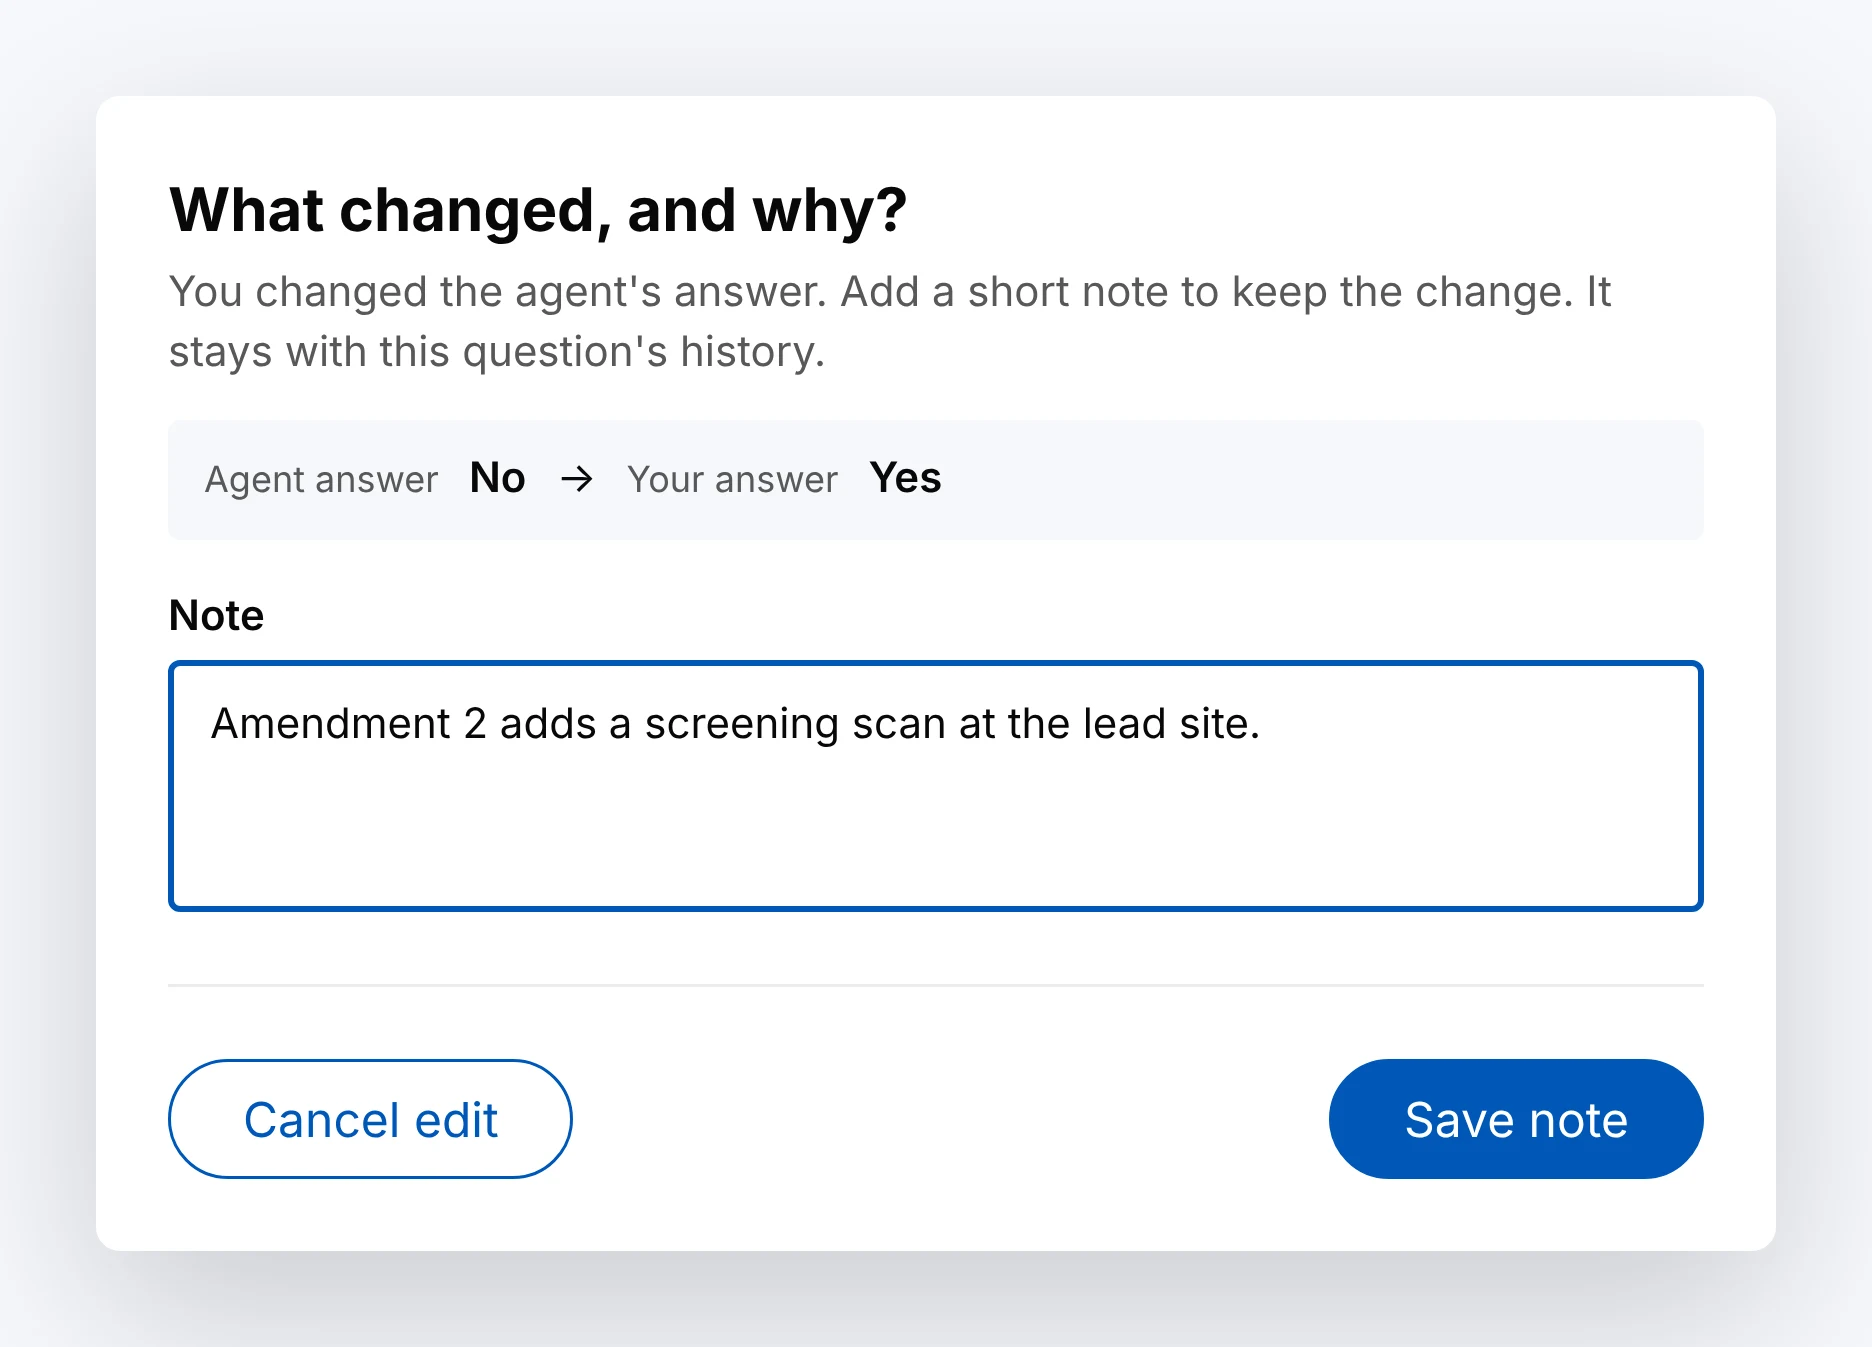 What changed, and why?
You changed the agent's answer. Add a short note to keep the change. It
stays with this question's history.
Agent answer No → Your answer Yes
Note
Amendment 2 adds a screening scan at the lead site.
Cancel edit
Save note